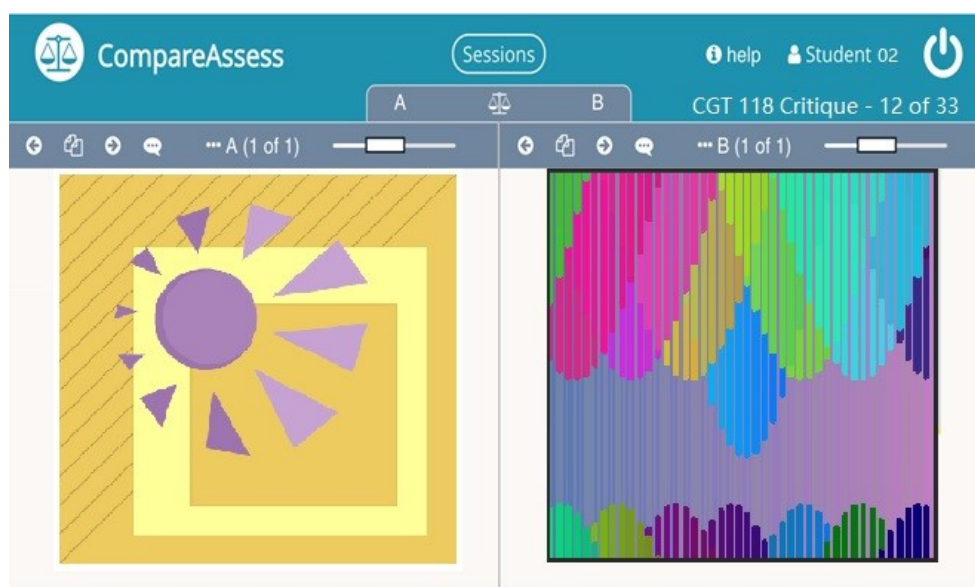 CompareAssess
Sessions
help
Student 02
A
B
CGT 118 Critique - 12 of 33
A (1 of 1)
B (1 of 1)